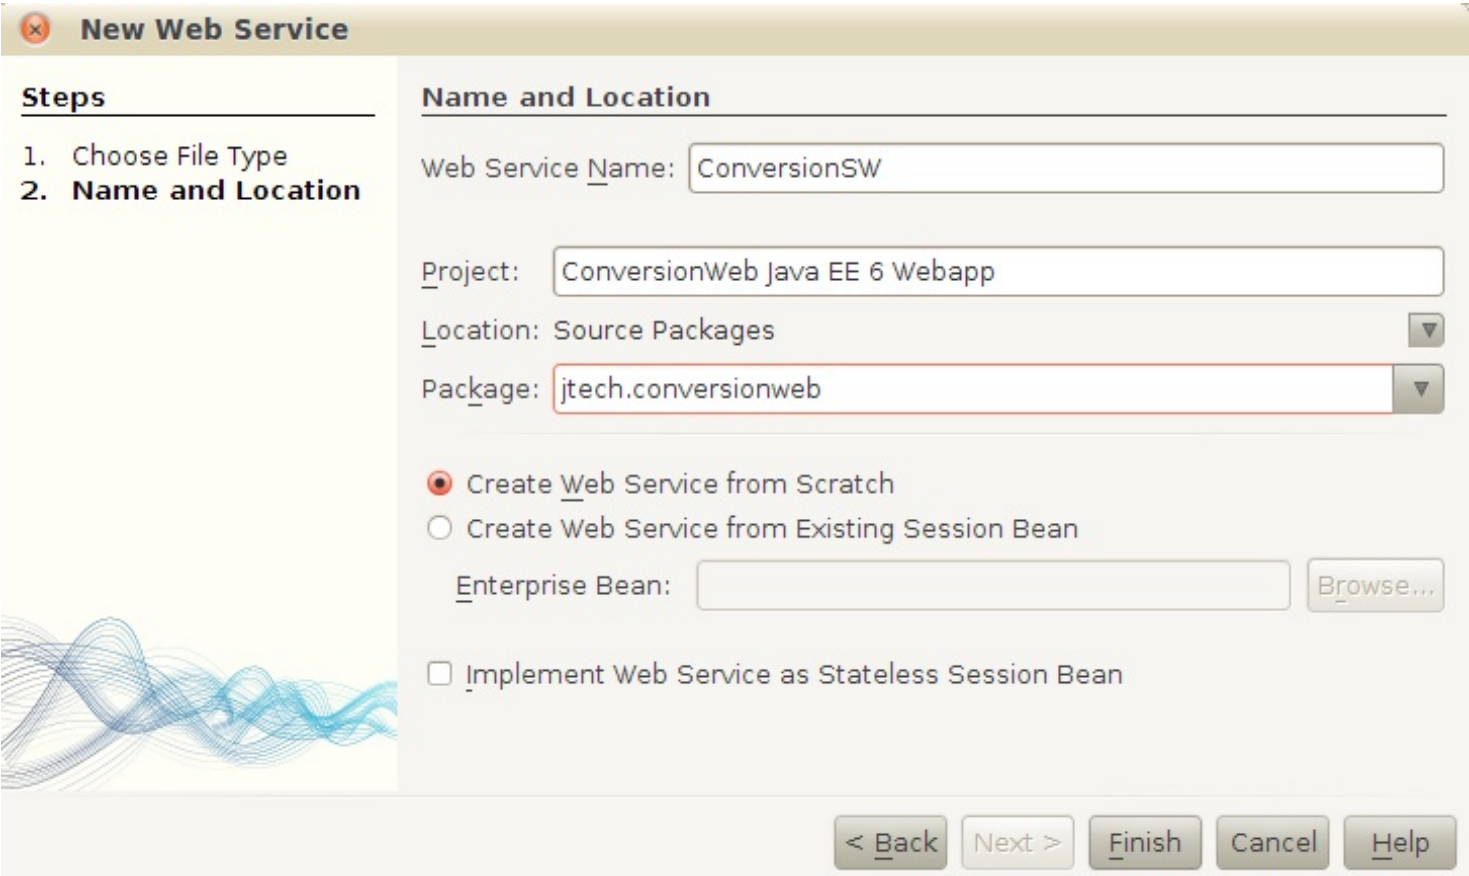 New Web Service
Steps
1. Choose File Type
2. Name and Location
Name and Location
Web Service Name: ConversionSW
Project: ConversionWeb Java EE 6 Webapp
Location: Source Packages
Package: jtech.conversionweb
Create Web Service from Scratch
Create Web Service from Existing Session Bean
Enterprise Bean: Browse...
Implement Web Service as Stateless Session Bean
< Back Next > Finish Cancel Help